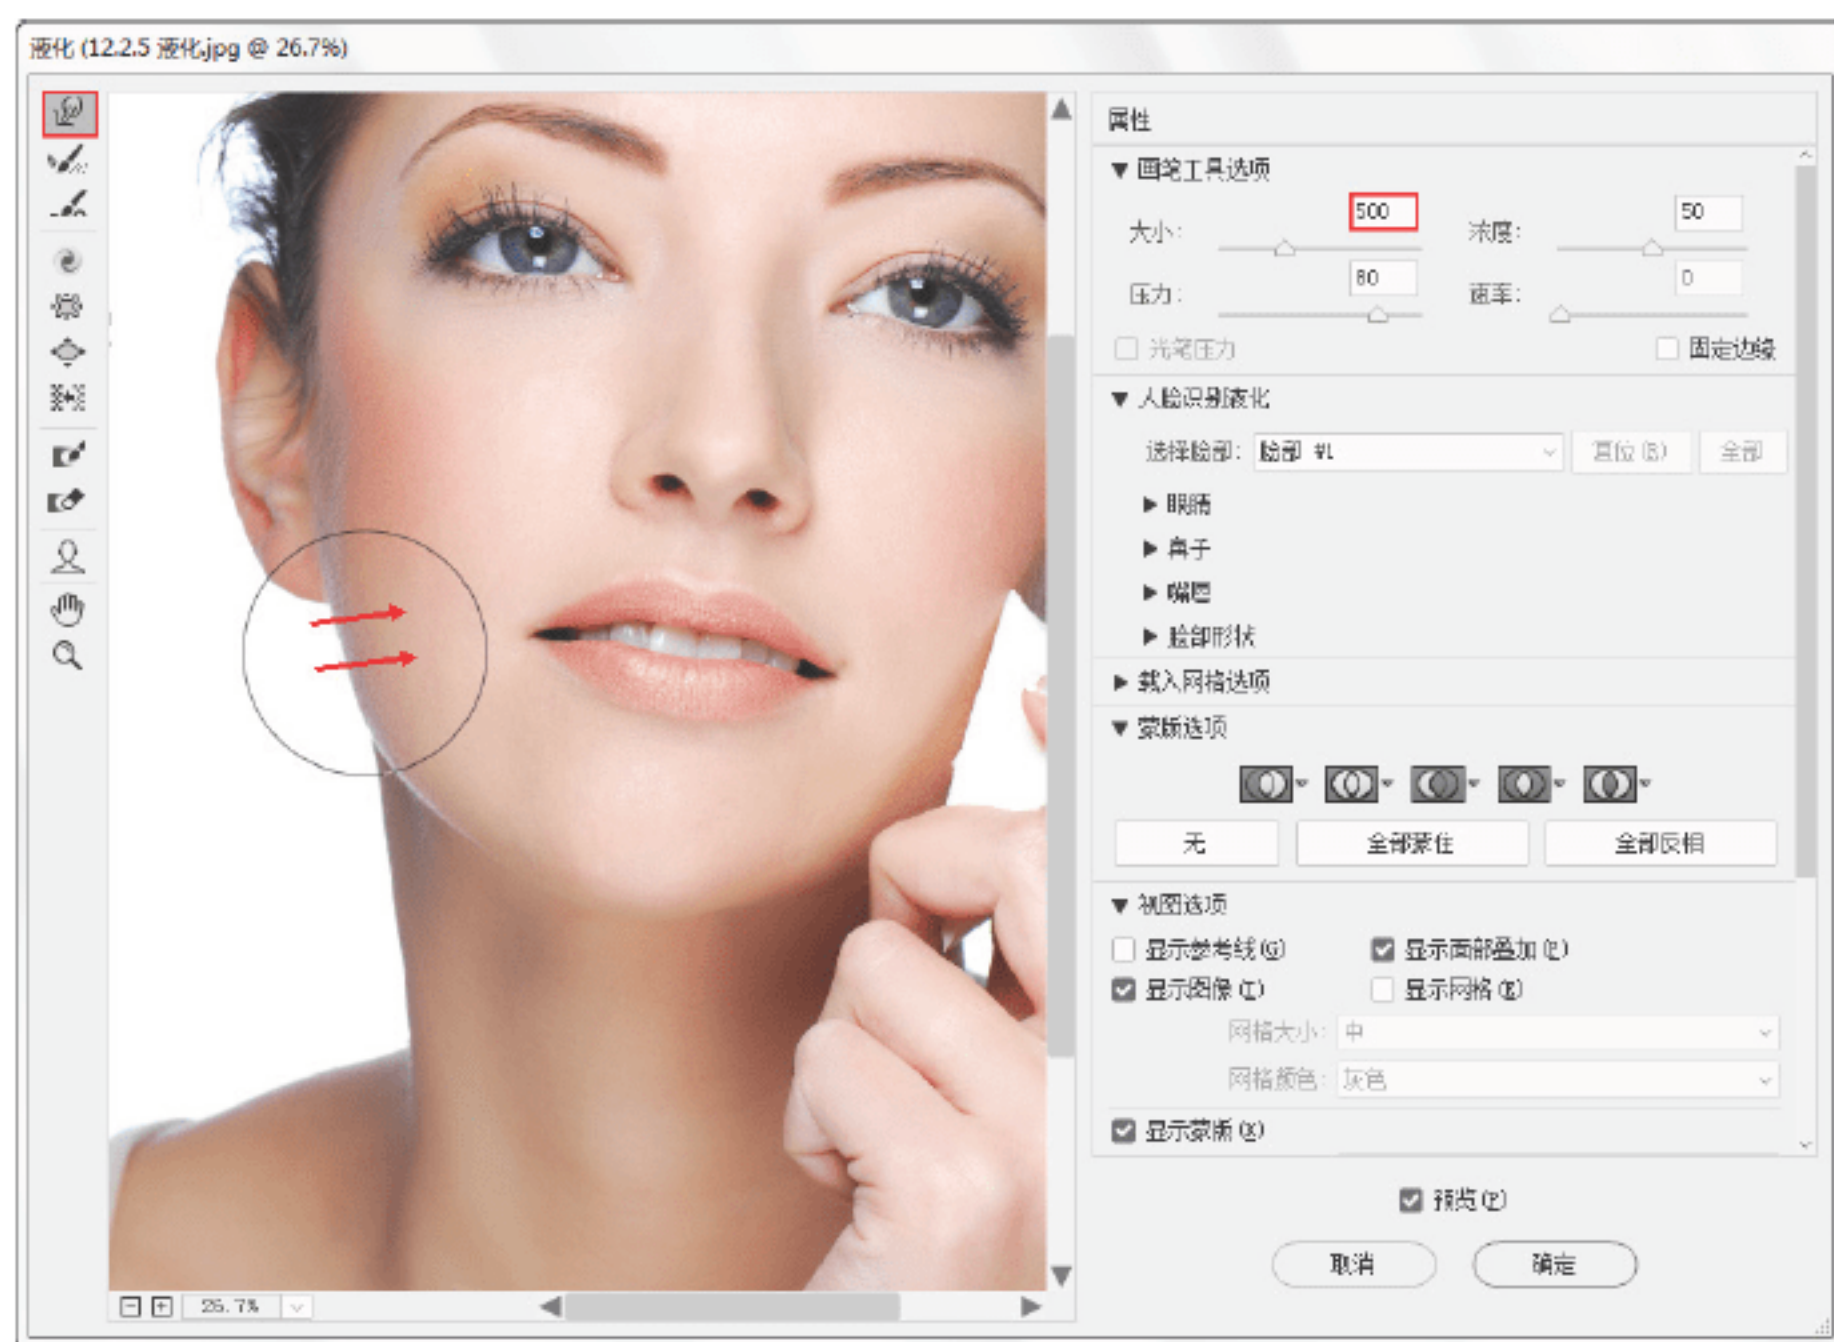 液化 (12.2.5 液化.jpg @ 26.7%)
属性
画笔工具选项
大小: 500 浓度: 50
压力: 80 速率: 0
光笔压力 固定边缘
人脸识别液化
选择脸部: 脸部 #1 复位(R) 全部
眼睛
鼻子
嘴唇
脸部形状
载入网格选项
蒙版选项
无 全部蒙住 全部反相
视图选项
显示参考线(G) 显示面部叠加(F)
显示图像(I) 显示网格(E)
网格大小: 中
网格颜色: 灰色
显示蒙版(K)
预览(P)
取消 确定
26.7%